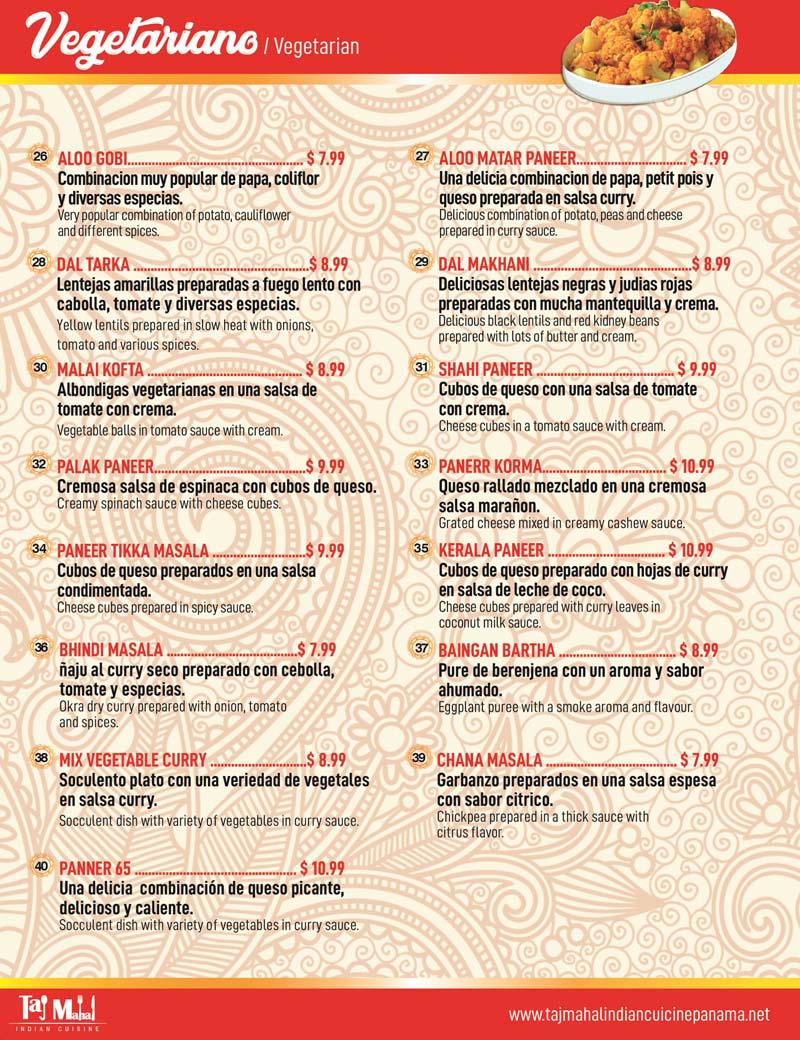 Vegetariano / Vegetarian
26 ALOO GOBI............................................ $ 7.99
Combinacion muy popular de papa, coliflor
y diversas especias.
Very popular combination of potato, cauliflower
and different spices.
27 ALOO MATAR PANEER............................ $ 7.99
Una delicia combinacion de papa, petit pois y
queso preparada en salsa curry.
Delicious combination of potato, peas and cheese
prepared in curry sauce.
28 DAL TARKA ............................................$ 8.99
Lentejas amarillas preparadas a fuego lento con
cabolla, tomate y diversas especias.
Yellow lentils prepared in slow heat with onions,
tomato and various spices.
29 DAL MAKHANI ........................................$ 8.99
Deliciosas lentejas negras y judias rojas
preparadas con mucha mantequilla y crema.
Delicious black lentils and red kidney beans
prepared with lots of butter and cream.
30 MALAI KOFTA ....................................... $ 8.99
Albondigas vegetarianas en una salsa de
tomate con crema.
Vegetable balls in tomato sauce with cream.
31 SHAHI PANEER ................................... $ 9.99
Cubos de queso con una salsa de tomate
con crema.
Cheese cubes in a tomato sauce with cream.
32 PALAK PANEER......................................$ 9.99
Cremosa salsa de espinaca con cubos de queso.
Creamy spinach sauce with cheese cubes.
33 PANERR KORMA............................... $ 10.99
Queso rallado mezclado en una cremosa
salsa marañon.
Grated cheese mixed in creamy cashew sauce.
34 PANEER TIKKA MASALA .......................$ 9.99
Cubos de queso preparados en una salsa
condimentada.
Cheese cubes prepared in spicy sauce.
35 KERALA PANEER ............................. $ 10.99
Cubos de queso preparado con hojas de curry
en salsa de leche de coco.
Cheese cubes prepared with curry leaves in
coconut milk sauce.
36 BHINDI MASALA .................................$ 7.99
ñaju al curry seco preparado con cebolla,
tomate y especias.
Okra dry curry prepared with onion, tomato
and spices.
37 BAINGAN BARTHA ............................. $ 8.99
Pure de berenjena con un aroma y sabor
ahumado.
Eggplant puree with a smoke aroma and flavour.
38 MIX VEGETABLE CURRY ........................$ 8.99
Soculento plato con una veriedad de vegetales
en salsa curry.
Socculent dish with variety of vegetables in curry sauce.
39 CHANA MASALA ................................. $ 7.99
Garbanzo preparados en una salsa espesa
con sabor citrico.
Chickpea prepared in a thick sauce with
citrus flavor.
40 PANNER 65 ........................................ $ 10.99
Una delicia combinación de queso picante,
delicioso y caliente.
Socculent dish with variety of vegetables in curry sauce.
Taj Mahal
INDIAN CUISINE
www.tajmahalindiancuicinepanama.net